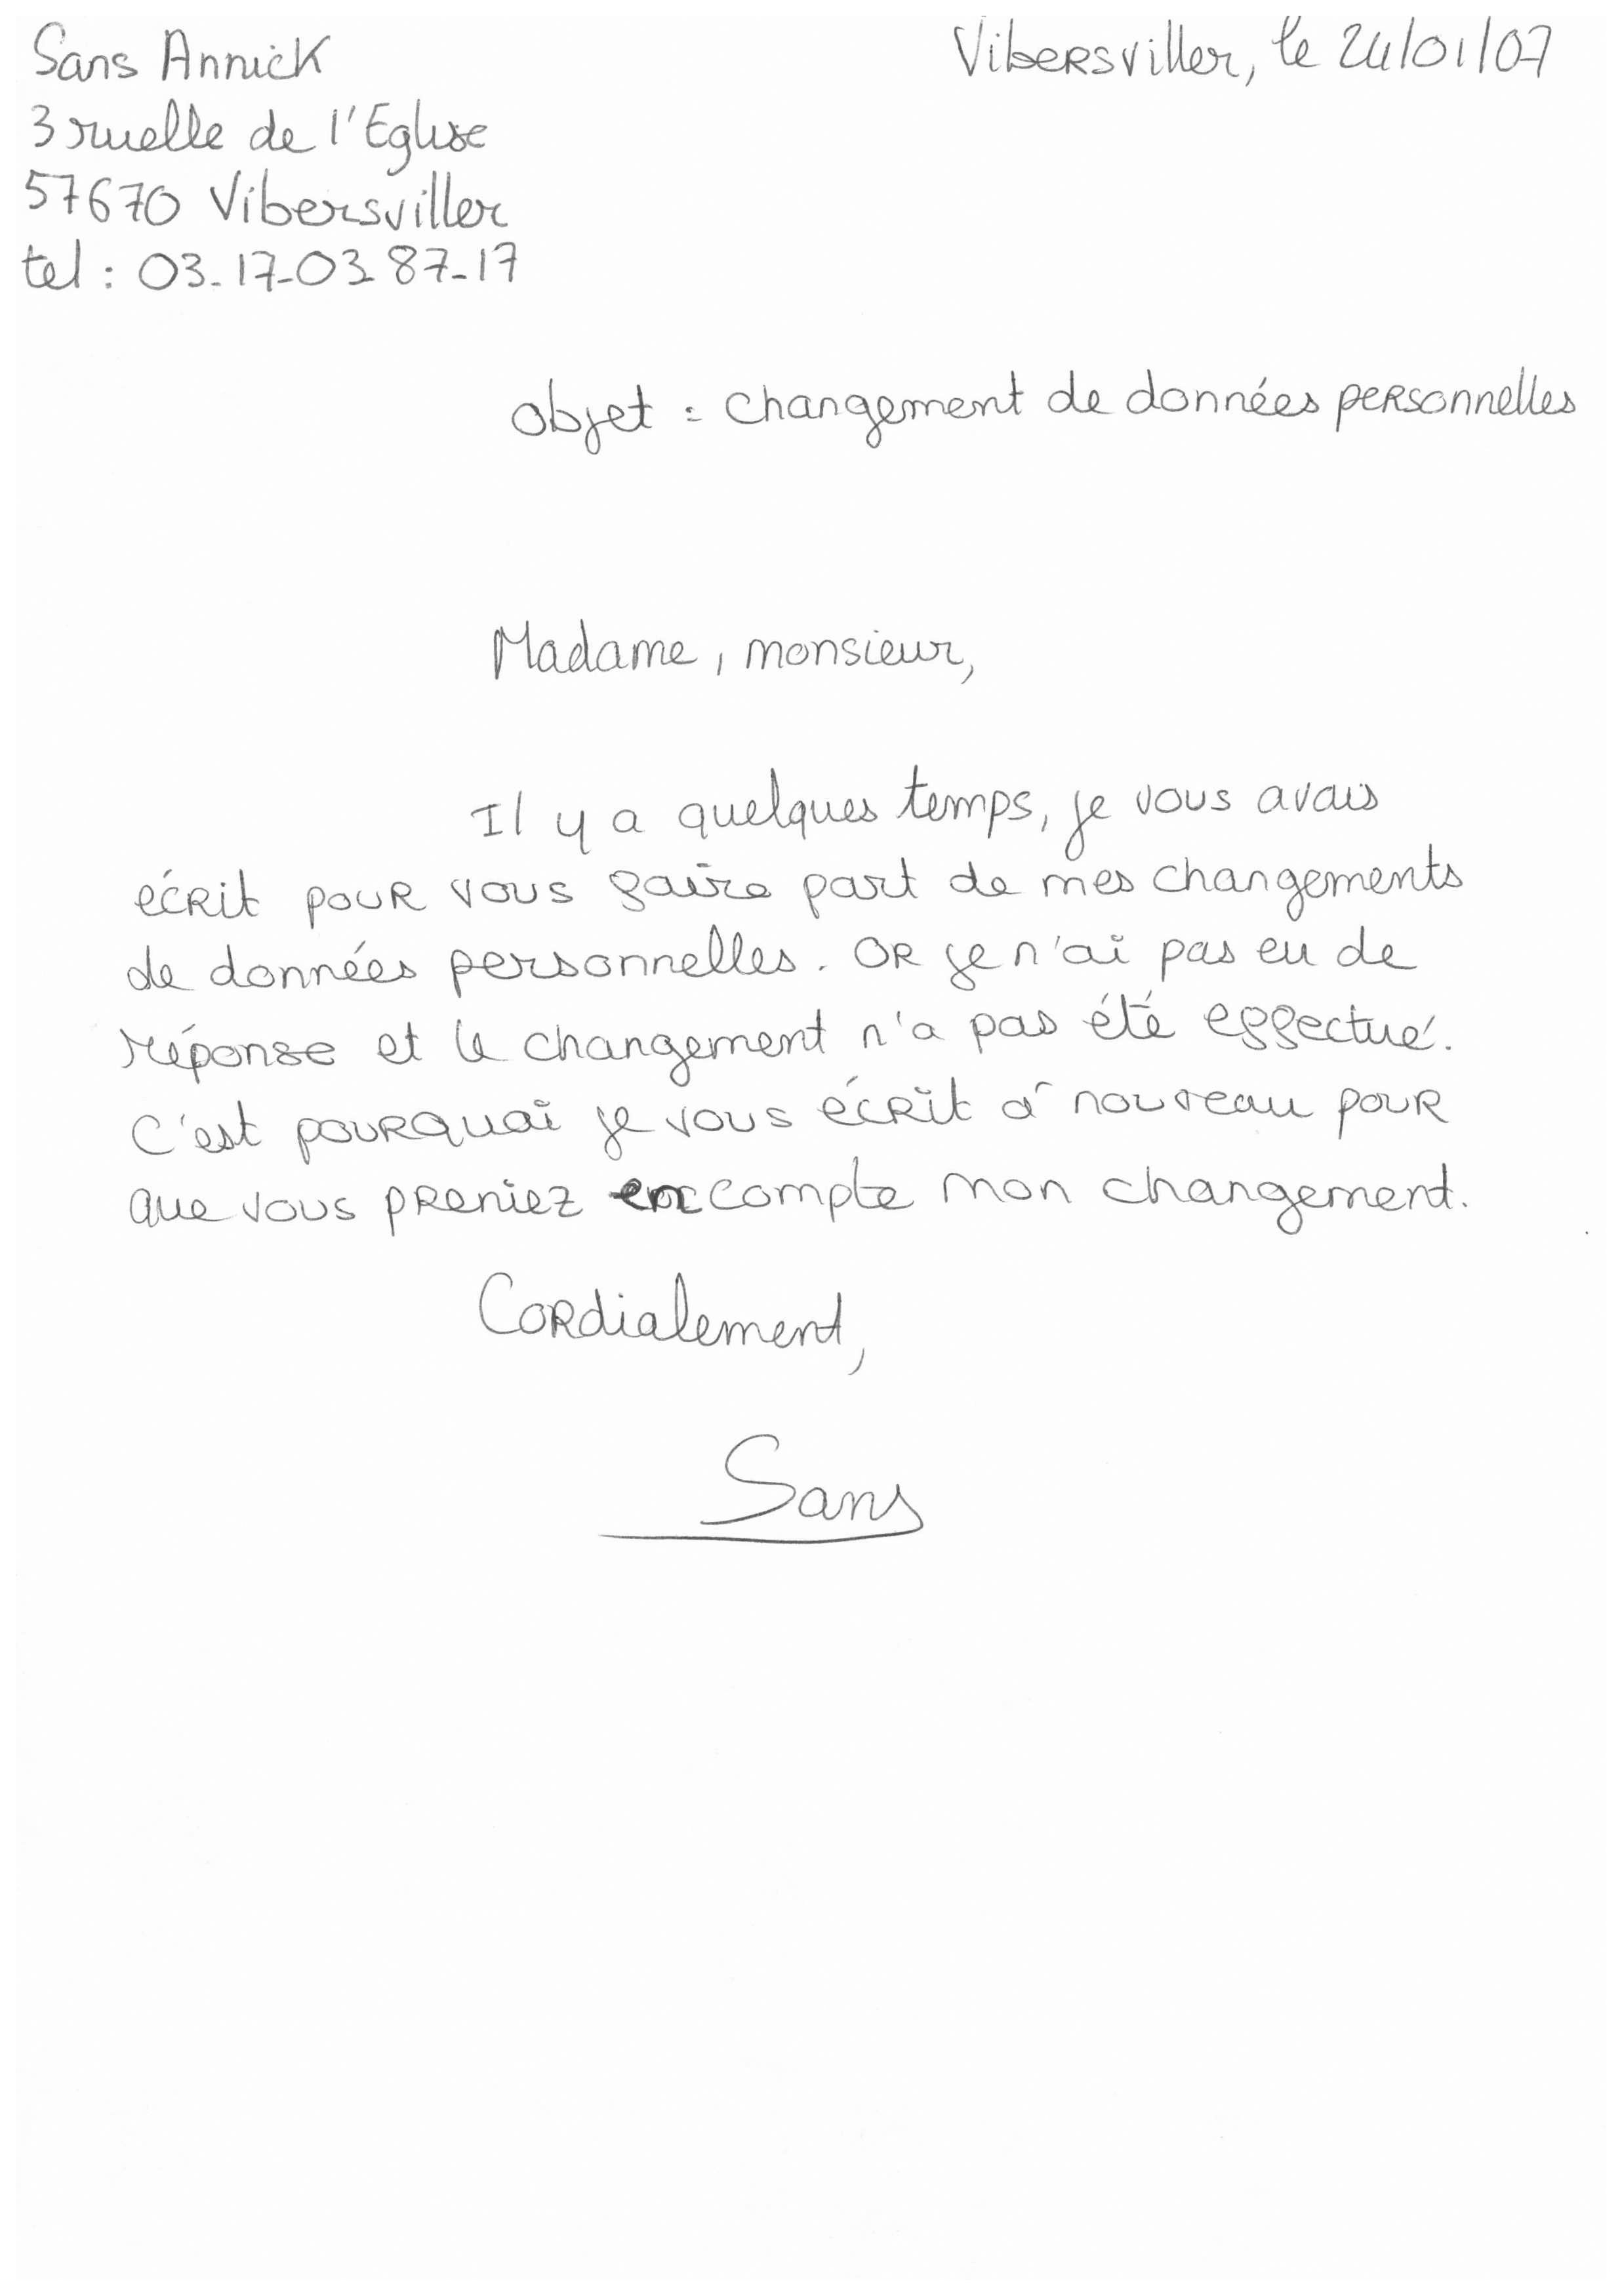 Sans Annick
3 ruelle de l'Eglise
57670 Vibersviller
tel : 03-17-03 87-17
Vibersviller, le 24/01/07
objet : changement de données personnelles
Madame, monsieur,
Il y a quelques temps, je vous avais
écrit pour vous faire part de mes changements
de données personnelles. Or je n'ai pas eu de
réponse et le changement n'a pas été effectué.
C'est pourquoi je vous écrit à nouveau pour
que vous preniez en compte mon changement.
Cordialement,
Sans